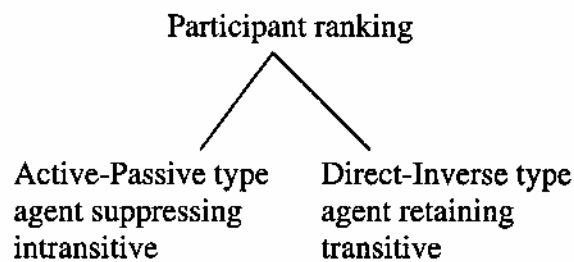 Participant ranking
Active-Passive type
agent suppressing
intransitive
Direct-Inverse type
agent retaining
transitive